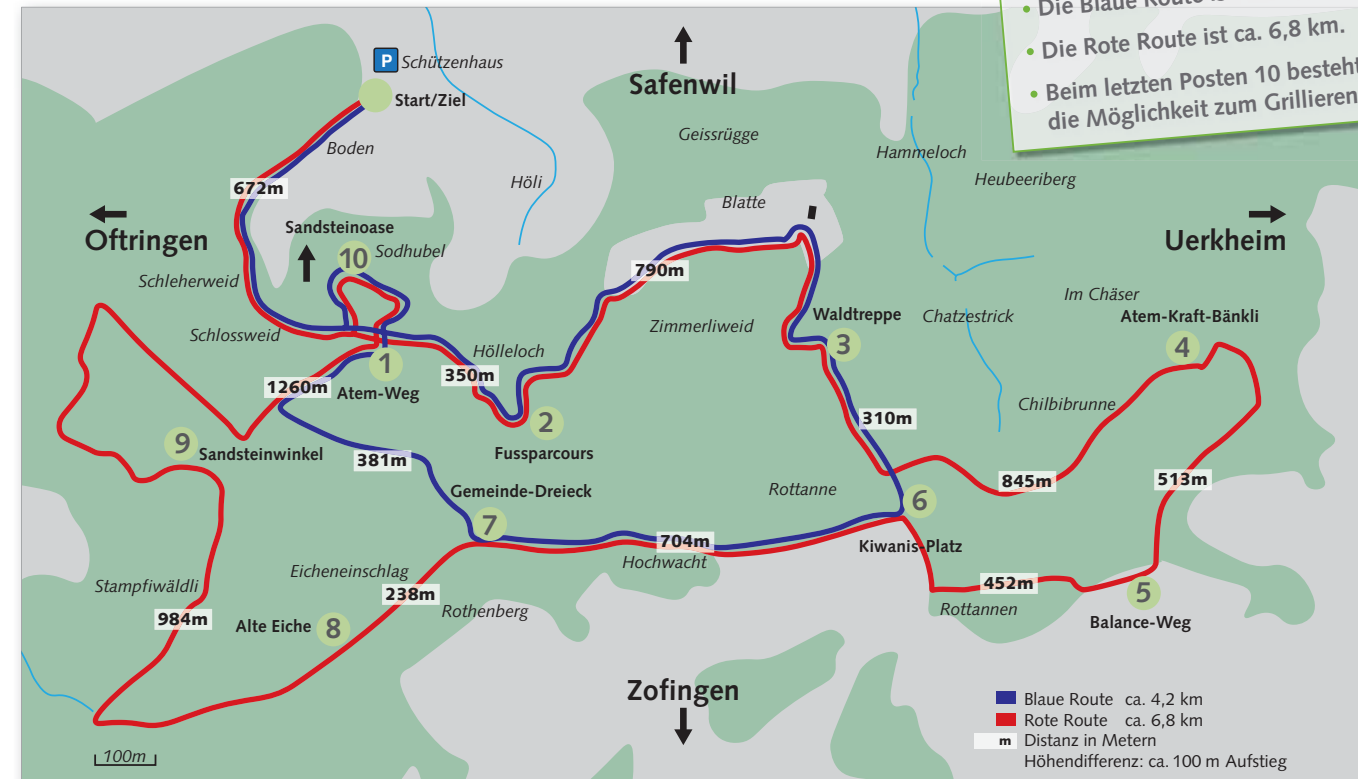 • Die Blaue Route is
• Die Rote Route ist ca. 6,8 km.
• Beim letzten Posten 10 besteht
die Möglichkeit zum Grillieren
P Schützenhaus
Start/Ziel
Safenwil
Geissrügge
Boden
Höli
Hammeloch
Heubeeriberg
672m
Blatte
Oftringen
Sandsteinoase
10
Sodhubel
Uerkheim
Schleherweid
790m
Im Chäser
Schlossweid
Zimmerliweid
Waldtreppe
3
Chatzestrick
Atem-Kraft-Bänkli
4
Hölleloch
1
Atem-Weg
350m
1260m
Chilbibrunne
2
Fussparcours
310m
9
Sandsteinwinkel
381m
845m
513m
Gemeinde-Dreieck
7
Rottanne
6
Kiwanis-Platz
704m
Hochwacht
Eicheneinschlag
Stampfiwäldli
238m
Rothenberg
452m
Rottannen
5
Balance-Weg
984m
Alte Eiche
8
Zofingen
Blaue Route ca. 4,2 km
Rote Route ca. 6,8 km
m Distanz in Metern
Höhendifferenz: ca. 100 m Aufstieg
100m